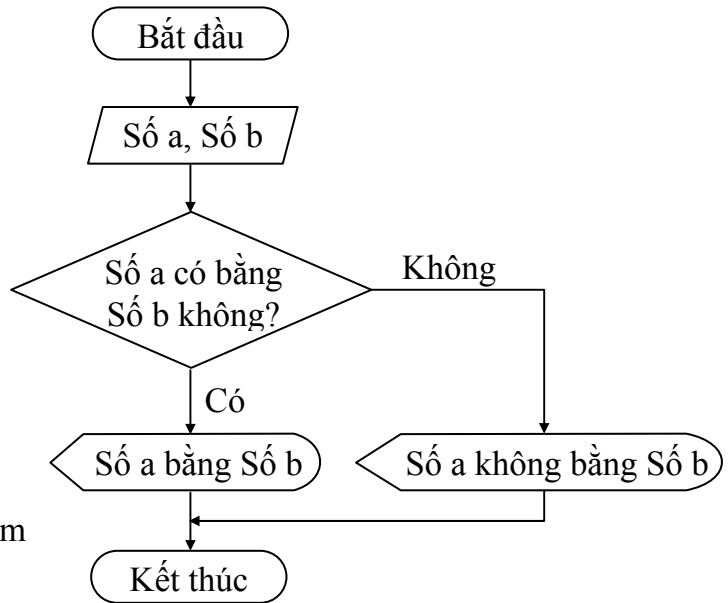 Bắt đầu
Số a, Số b
Số a có bằng
Số b không?
Không
Có
Số a bằng Số b
Số a không bằng Số b
m
Kết thúc